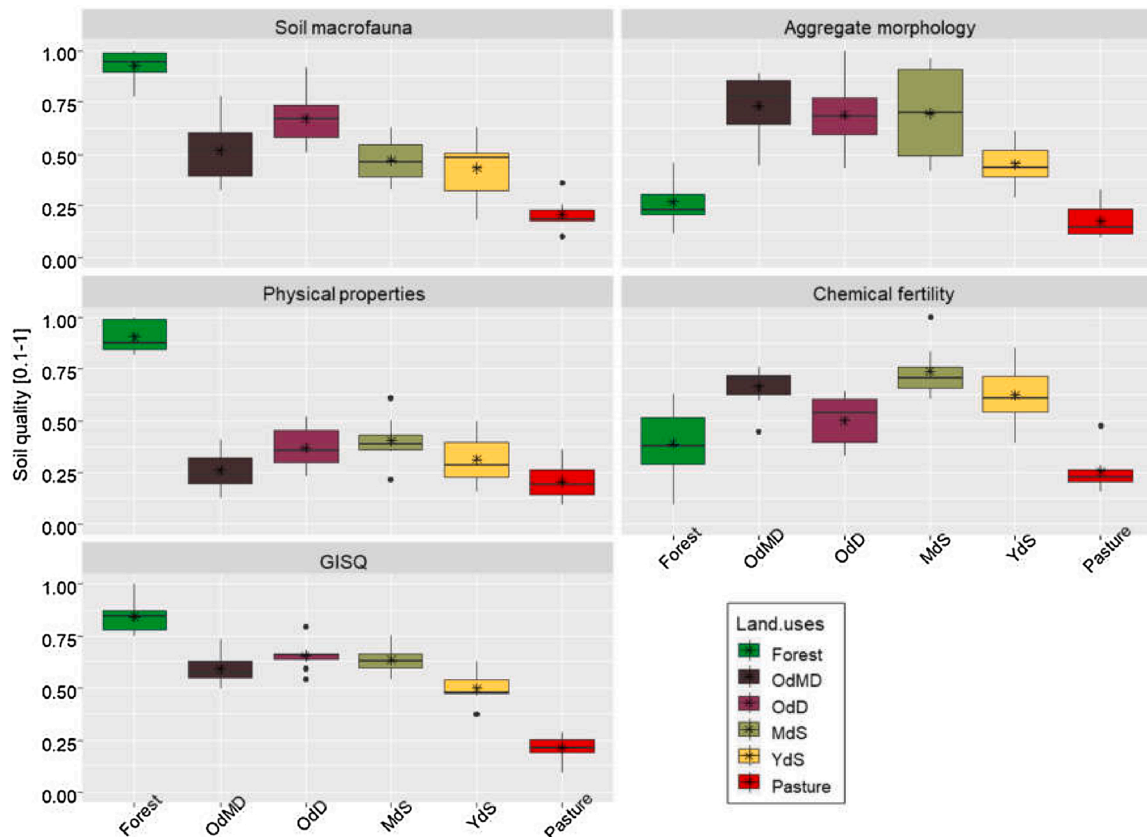 Soil macrofauna
Aggregate morphology
1.00
0.75
0.50
0.25
0.00
Physical properties
Chemical fertility
Soil quality [0.1-1]
1.00
0.75
0.50
0.25
0.00
Forest
OdMD
OdD
MdS
YdS
Pasture
GISQ
1.00
0.75
0.50
0.25
0.00
Forest
OdMD
OdD
MdS
YdS
Pasture
Land.uses
Forest
OdMD
OdD
MdS
YdS
Pasture